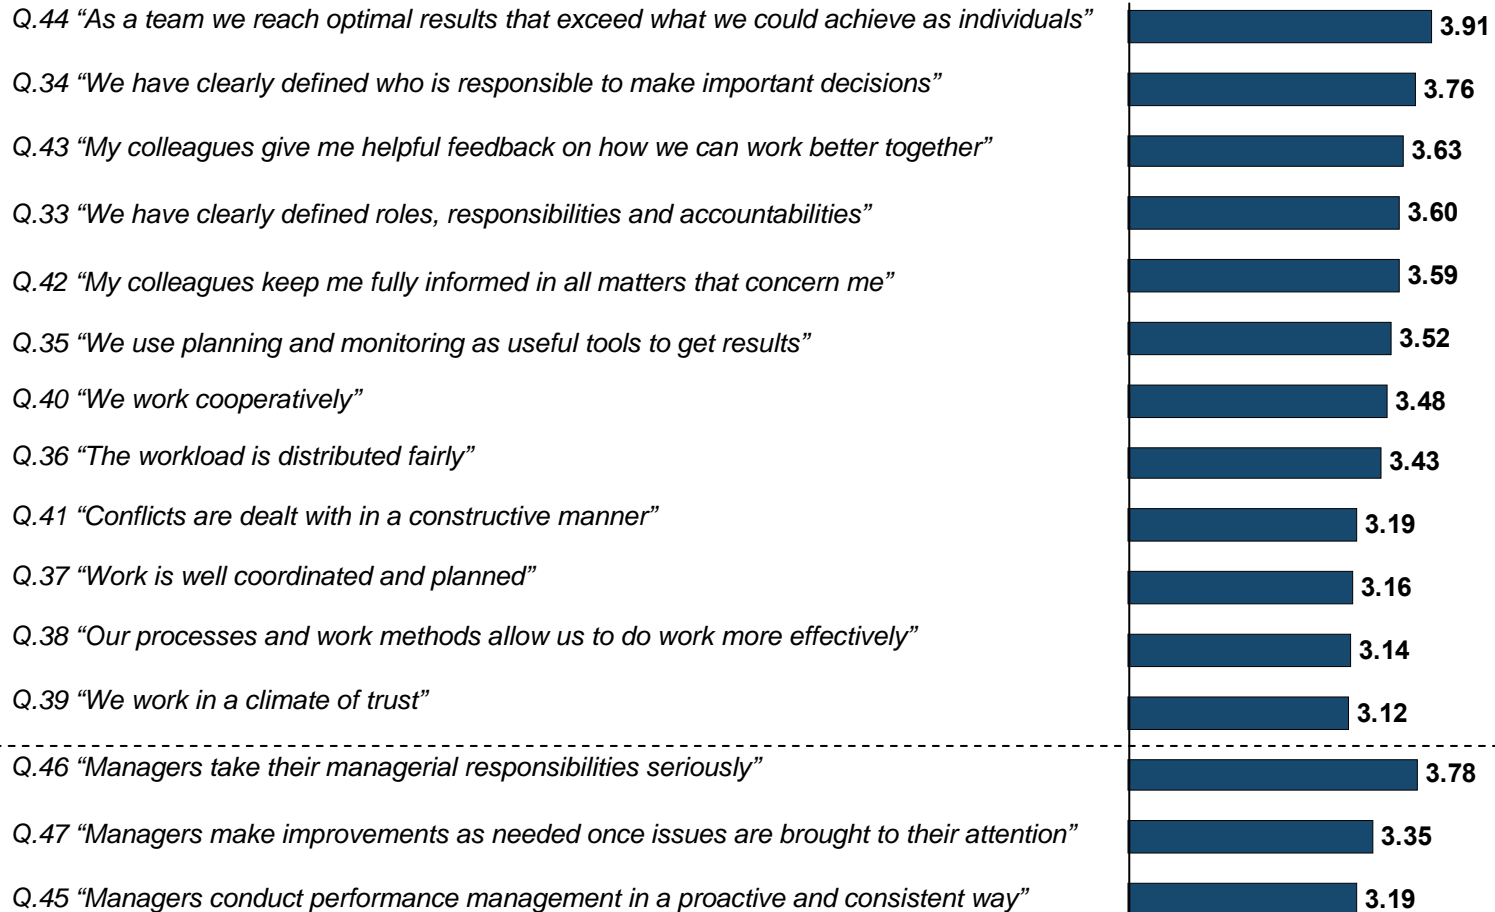 Q.44 “As a team we reach optimal results that exceed what we could achieve as individuals” 3.91
Q.34 “We have clearly defined who is responsible to make important decisions” 3.76
Q.43 “My colleagues give me helpful feedback on how we can work better together” 3.63
Q.33 “We have clearly defined roles, responsibilities and accountabilities” 3.60
Q.42 “My colleagues keep me fully informed in all matters that concern me” 3.59
Q.35 “We use planning and monitoring as useful tools to get results” 3.52
Q.40 “We work cooperatively” 3.48
Q.36 “The workload is distributed fairly” 3.43
Q.41 “Conflicts are dealt with in a constructive manner” 3.19
Q.37 “Work is well coordinated and planned” 3.16
Q.38 “Our processes and work methods allow us to do work more effectively” 3.14
Q.39 “We work in a climate of trust” 3.12
Q.46 “Managers take their managerial responsibilities seriously” 3.78
Q.47 “Managers make improvements as needed once issues are brought to their attention” 3.35
Q.45 “Managers conduct performance management in a proactive and consistent way” 3.19